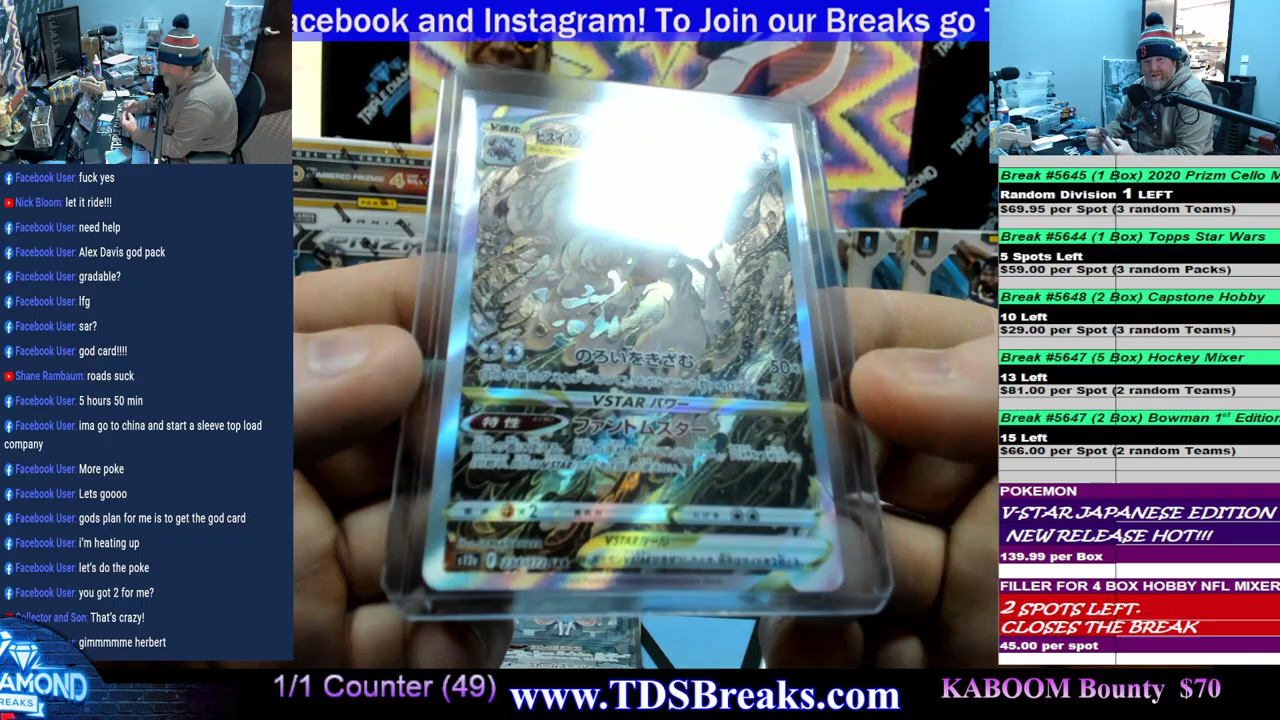 acebook and Instagram! To Join our Breaks go
Facebook User: fuck yes
Nick Bloom: let it ride!!!
Facebook User: need help
Facebook User: Alex Davis god pack
Facebook User: gradable?
Facebook User: lfg
Facebook User: sar?
Facebook User: god card!!!!
Shane Rambaum: roads suck
Facebook User: 5 hours 50 min
Facebook User: ima go to china and start a sleeve top load
company
Facebook User: More poke
Facebook User: Lets goooo
Facebook User: gods plan for me is to get the god card
Facebook User: i'm heating up
Facebook User: let's do the poke
Facebook User: you got 2 for me?
Collector and Son: That's crazy!
gimmmmme herbert
AMOND
BREAKS
TRIPLE DIAMOND
V進化
のろいをきざむ
50×
VSTARパワー
特性
ファントムスター
×2
s12a
Break #5645 (1 Box) 2020 Prizm Cello M
Random Division 1 LEFT
$69.95 per Spot (3 random Teams)
Break #5644 (1 Box) Topps Star Wars
5 Spots Left
$59.00 per Spot (3 random Packs)
Break #5648 (2 Box) Capstone Hobby
10 Left
$29.00 per Spot (3 random Teams)
Break #5647 (5 Box) Hockey Mixer
13 Left
$81.00 per Spot (2 random Teams)
Break #5647 (2 Box) Bowman 1st Edition
15 Left
$66.00 per Spot (2 random Teams)
POKEMON
V-STAR JAPANESE EDITION
NEW RELEASE HOT!!!
139.99 per Box
FILLER FOR 4 BOX HOBBY NFL MIXER
2 SPOTS LEFT.
CLOSES THE BREAK
45.00 per spot
1/1 Counter (49)
www.TDSBreaks.com
KABOOM Bounty $70